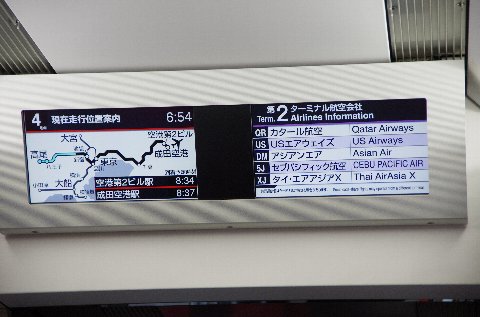 4 現在走行位置案内 6:54
大宮
空港第2ビル
高尾
東京
成田空港
大船
空港第2ビル駅 8:34
成田空港駅 8:37
第2ターミナル航空会社
Term.2 Airlines Information
QR カタール航空 Qatar Airways
US USエアウェイズ US Airways
DM アジアンエア Asian Air
5J セブパシフィック航空 CEBU PACIFIC AIR
XJ タイ・エアアジアX Thai AirAsia X